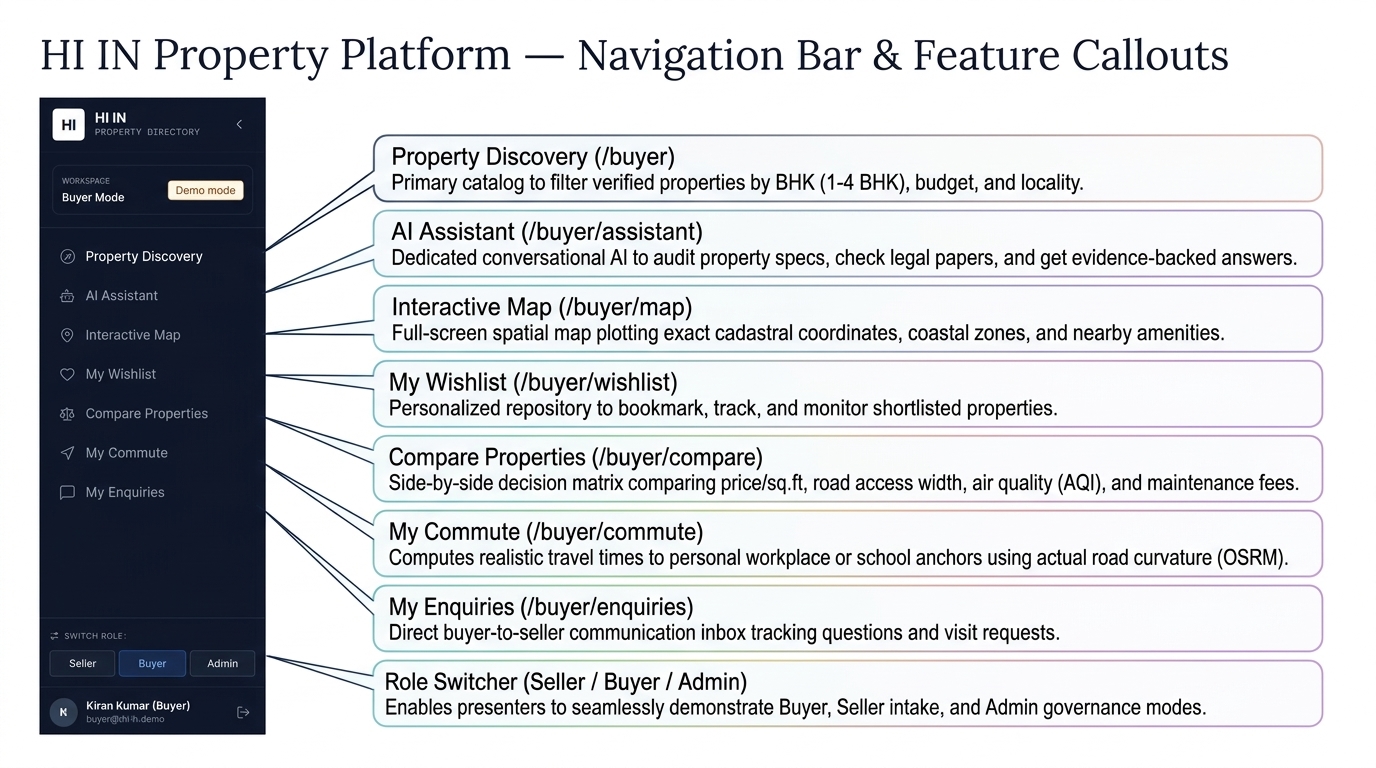 HI IN Property Platform — Navigation Bar & Feature Callouts
HI
HI IN
PROPERTY DIRECTORY
WORKSPACE
Buyer Mode
Demo mode
Property Discovery
AI Assistant
Interactive Map
My Wishlist
Compare Properties
My Commute
My Enquiries
SWITCH ROLE:
Seller
Buyer
Admin
Kiran Kumar (Buyer)
Property Discovery (/buyer)
Primary catalog to filter verified properties by BHK (1-4 BHK), budget, and locality.
AI Assistant (/buyer/assistant)
Dedicated conversational AI to audit property specs, check legal papers, and get evidence-backed answers.
Interactive Map (/buyer/map)
Full-screen spatial map plotting exact cadastral coordinates, coastal zones, and nearby amenities.
My Wishlist (/buyer/wishlist)
Personalized repository to bookmark, track, and monitor shortlisted properties.
Compare Properties (/buyer/compare)
Side-by-side decision matrix comparing price/sq.ft, road access width, air quality (AQI), and maintenance fees.
My Commute (/buyer/commute)
Computes realistic travel times to personal workplace or school anchors using actual road curvature (OSRM).
My Enquiries (/buyer/enquiries)
Direct buyer-to-seller communication inbox tracking questions and visit requests.
Role Switcher (Seller / Buyer / Admin)
Enables presenters to seamlessly demonstrate Buyer, Seller intake, and Admin governance modes.